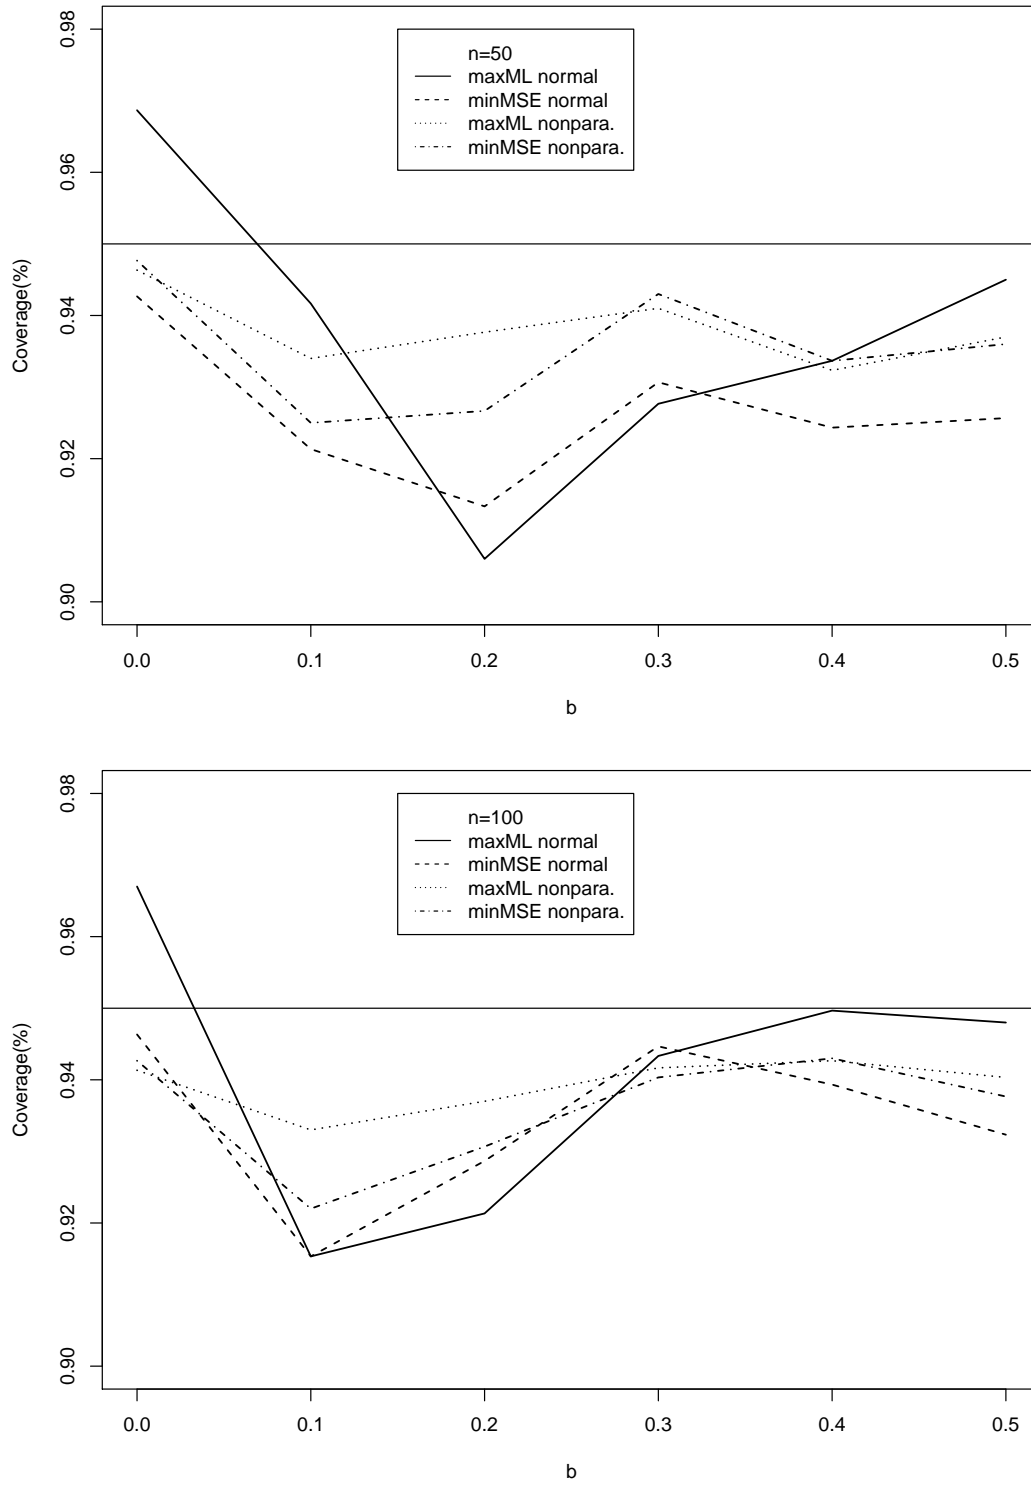 0.98
0.96
0.94
0.92
0.90
Coverage(%)
n=50
maxML normal
minMSE normal
maxML nonpara.
minMSE nonpara.
0.0 0.1 0.2 0.3 0.4 0.5
b
0.98
0.96
0.94
0.92
0.90
Coverage(%)
n=100
maxML normal
minMSE normal
maxML nonpara.
minMSE nonpara.
0.0 0.1 0.2 0.3 0.4 0.5
b